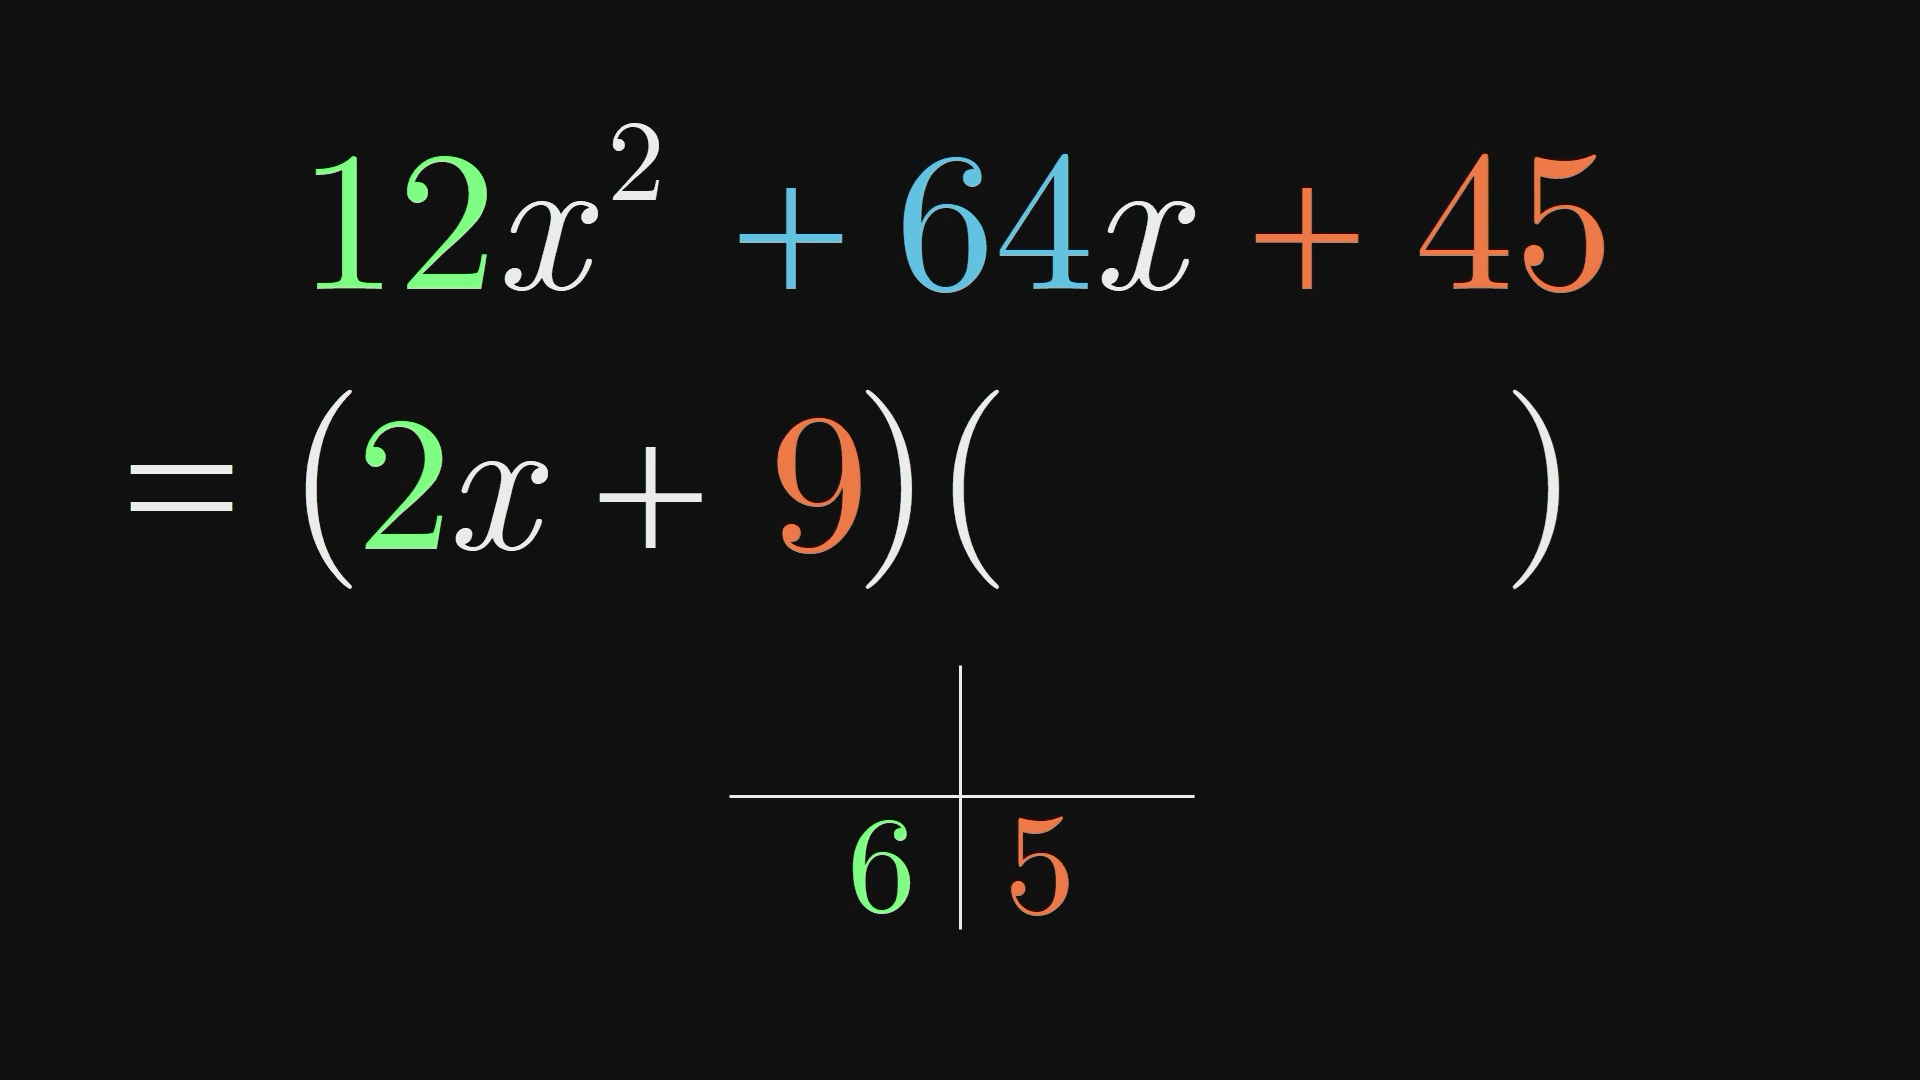 12x² + 64x + 45
= (2x + 9)( )
6 5